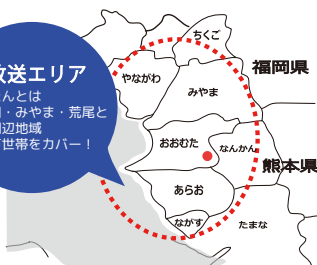 放送エリア
んとは
・みやま・荒尾と
辺地域
世帯をカバー！
ちくご
やながわ
みやま
福岡県
おおむた
なんかん
熊本県
あらお
ながす
たまな